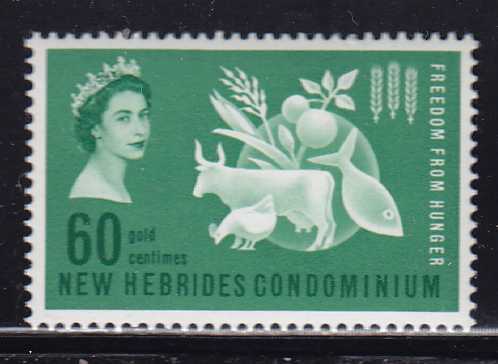 FREEDOM FROM HUNGER
60 gold
centimes
NEW HEBRIDES CONDOMINIUM